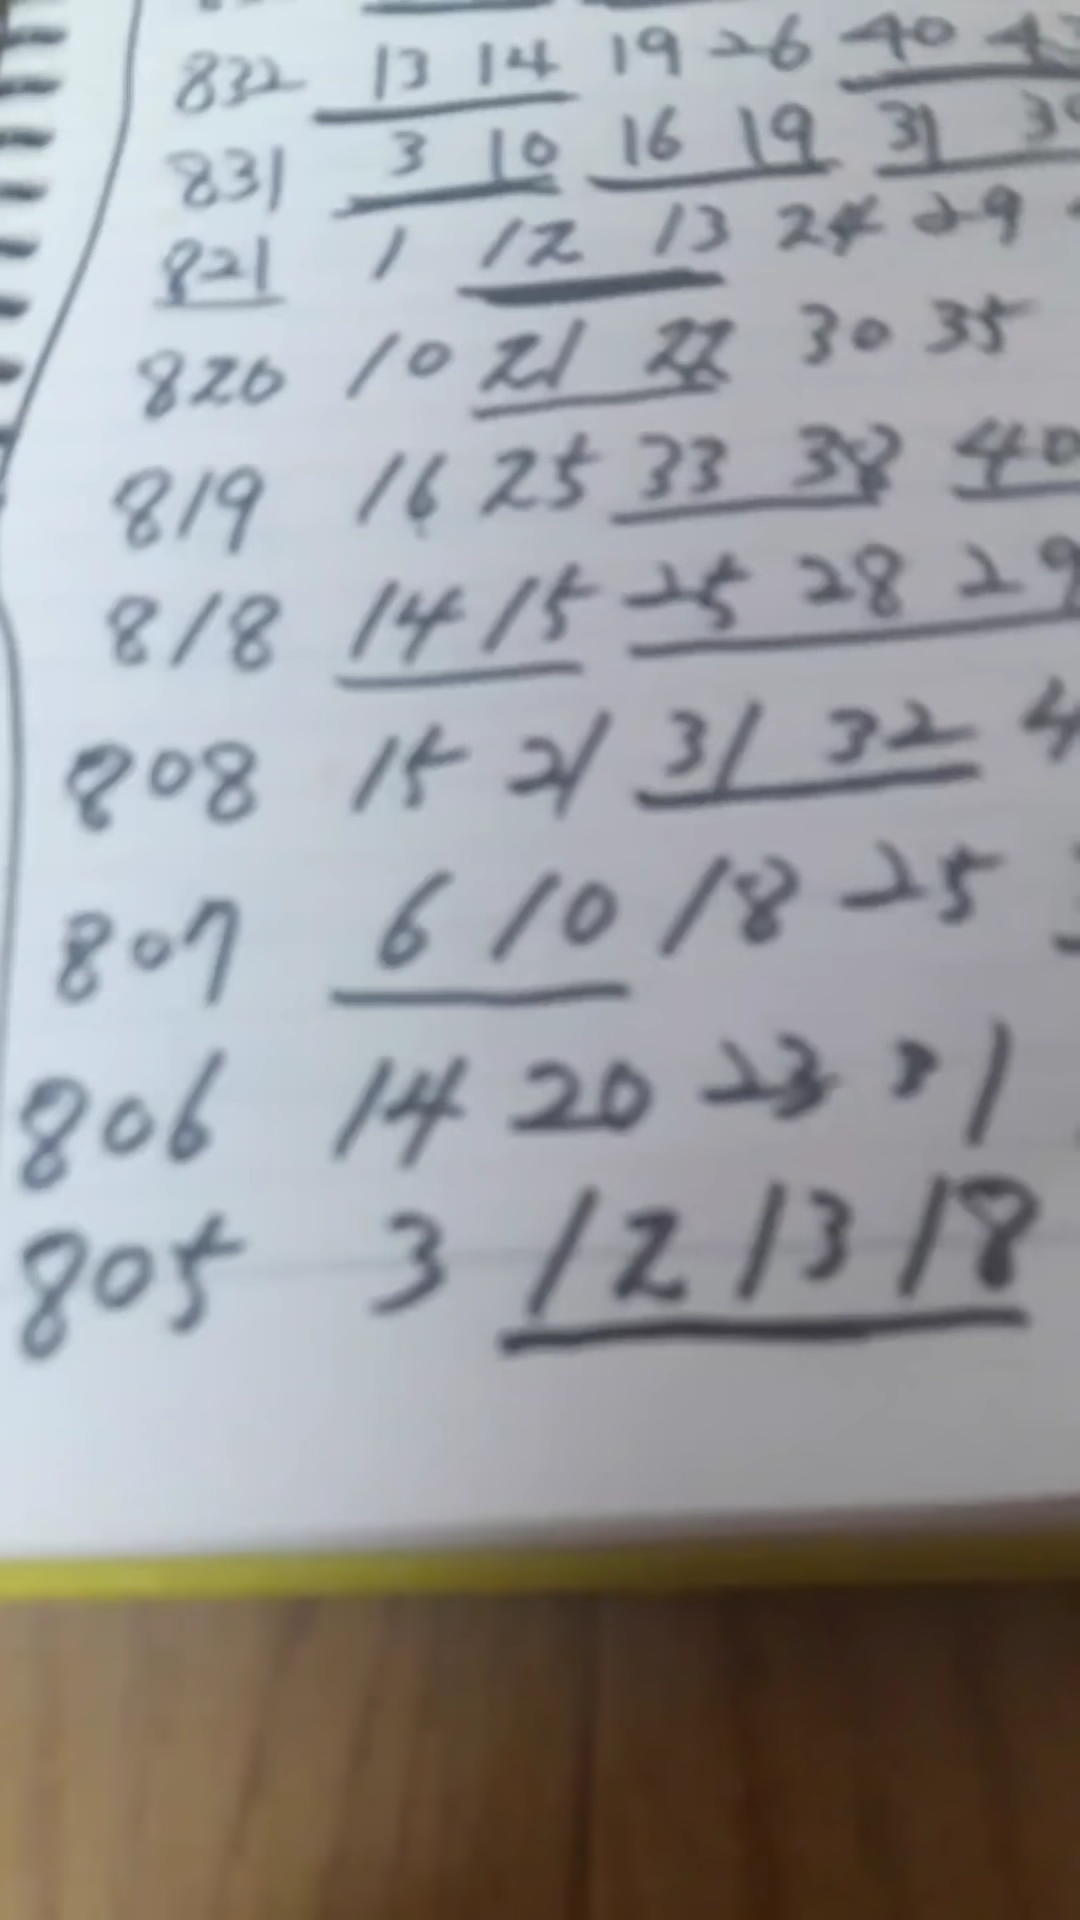 832 13 14 19 26 40
831 3 10 16 19 31
821 1 12 13 24 29
820 10 21 22 30 35
819 16 25 33 38 40
818 14 15 25 28 29
808 15 21 31 32
807 6 10 18 25
806 14 20 23
805 3 12 13 18